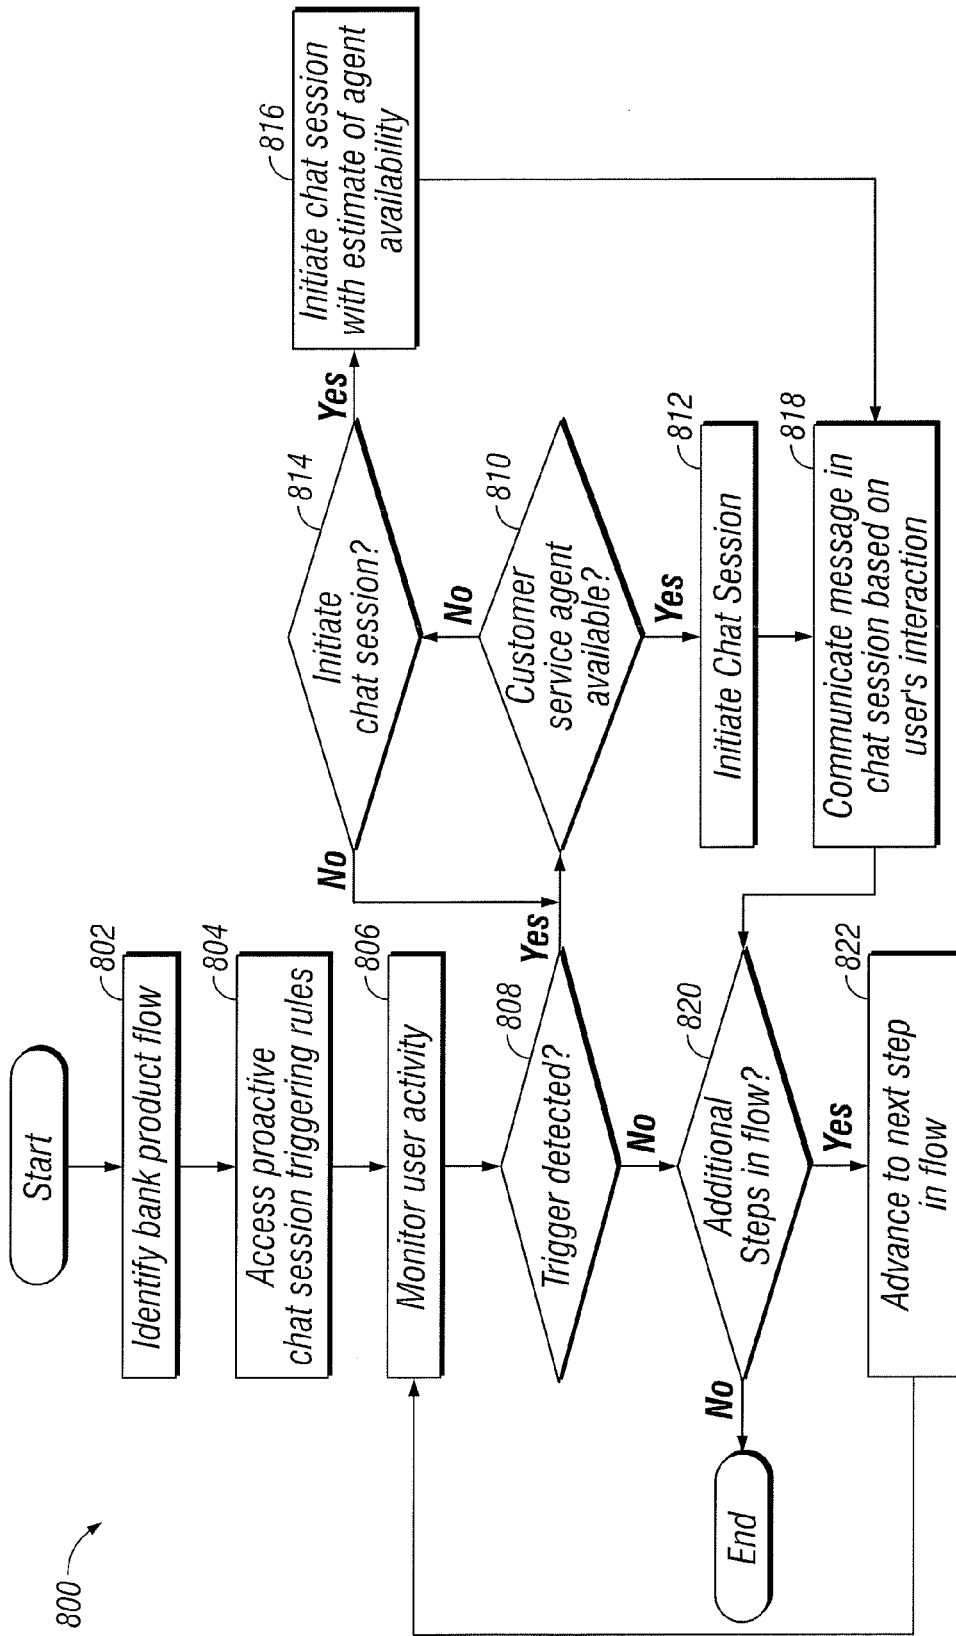 800
Start
802
Identify bank product flow
804
Access proactive
chat session triggering rules
806
Monitor user activity
808
Trigger detected?
Yes
No
810
Customer
service agent
available?
No
Yes
814
Initiate
chat session?
No
Yes
816
Initiate chat session
with estimate of agent
availability
812
Initiate Chat Session
818
Communicate message in
chat session based on
user's interaction
820
Additional
Steps in flow?
No
Yes
End
822
Advance to next step
in flow